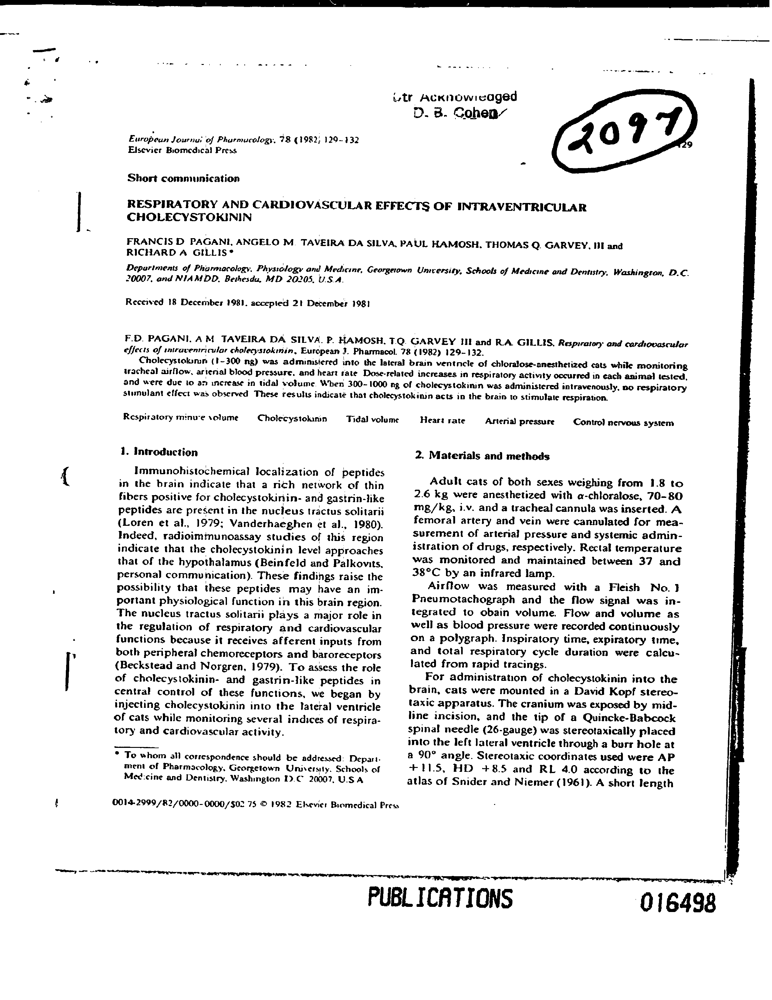 Ltr Acknowledged
D. B. Cohen
2097
129
European Journal of Pharmacology, 78 (1982) 129-132
Elsevier Biomedical Press
Short communication
RESPIRATORY AND CARDIOVASCULAR EFFECTS OF INTRAVENTRICULAR
CHOLECYSTOKININ
FRANCIS D. PAGANI, ANGELO M. TAVEIRA DA SILVA, PAUL HAMOSH, THOMAS Q. GARVEY, III and
RICHARD A. GILLIS *
Departments of Pharmacology, Physiology and Medicine, Georgetown University, Schools of Medicine and Dentistry, Washington, D.C.
20007, and NIAMDD, Bethesda, MD 20205, U.S.A.
Received 18 December 1981, accepted 21 December 1981
F.D. PAGANI, A.M. TAVEIRA DA SILVA, P. HAMOSH, T.Q. GARVEY III and R.A. GILLIS, Respiratory and cardiovascular
effects of intraventricular cholecystokinin, European J. Pharmacol. 78 (1982) 129-132.
Cholecystokinin (1-300 ng) was administered into the lateral brain ventricle of chloralose-anesthetized cats while monitoring
tracheal airflow, arterial blood pressure, and heart rate. Dose-related increases in respiratory activity occurred in each animal tested,
and were due to an increase in tidal volume. When 300-1000 ng of cholecystokinin was administered intravenously, no respiratory
stimulant effect was observed. These results indicate that cholecystokinin acts in the brain to stimulate respiration.
Respiratory minute volume Cholecystokinin Tidal volume Heart rate Arterial pressure Control nervous system
1. Introduction
Immunohistochemical localization of peptides
in the brain indicate that a rich network of thin
fibers positive for cholecystokinin- and gastrin-like
peptides are present in the nucleus tractus solitarii
(Loren et al., 1979; Vanderhaeghen et al., 1980).
Indeed, radioimmunoassay studies of this region
indicate that the cholecystokinin level approaches
that of the hypothalamus (Beinfeld and Palkovits,
personal communication). These findings raise the
possibility that these peptides may have an im-
portant physiological function in this brain region.
The nucleus tractus solitarii plays a major role in
the regulation of respiratory and cardiovascular
functions because it receives afferent inputs from
both peripheral chemoreceptors and baroreceptors
(Beckstead and Norgren, 1979). To assess the role
of cholecystokinin- and gastrin-like peptides in
central control of these functions, we began by
injecting cholecystokinin into the lateral ventricle
of cats while monitoring several indices of respira-
tory and cardiovascular activity.
* To whom all correspondence should be addressed: Depart-
ment of Pharmacology, Georgetown University, Schools of
Medicine and Dentistry, Washington D.C. 20007, U.S.A.
0014-2999/82/0000-0000/$02.75 © 1982 Elsevier Biomedical Press
2. Materials and methods
Adult cats of both sexes weighing from 1.8 to
2.6 kg were anesthetized with α-chloralose, 70-80
mg/kg, i.v. and a tracheal cannula was inserted. A
femoral artery and vein were cannulated for mea-
surement of arterial pressure and systemic admin-
istration of drugs, respectively. Rectal temperature
was monitored and maintained between 37 and
38°C by an infrared lamp.
Airflow was measured with a Fleish No. 1
Pneumotachograph and the flow signal was in-
tegrated to obain volume. Flow and volume as
well as blood pressure were recorded continuously
on a polygraph. Inspiratory time, expiratory time,
and total respiratory cycle duration were calcu-
lated from rapid tracings.
For administration of cholecystokinin into the
brain, cats were mounted in a David Kopf stereo-
taxic apparatus. The cranium was exposed by mid-
line incision, and the tip of a Quincke-Babcock
spinal needle (26-gauge) was stereotaxically placed
into the left lateral ventricle through a burr hole at
a 90° angle. Stereotaxic coordinates used were AP
+11.5, HD +8.5 and RL 4.0 according to the
atlas of Snider and Niemer (1961). A short length
PUBLICATIONS
016498